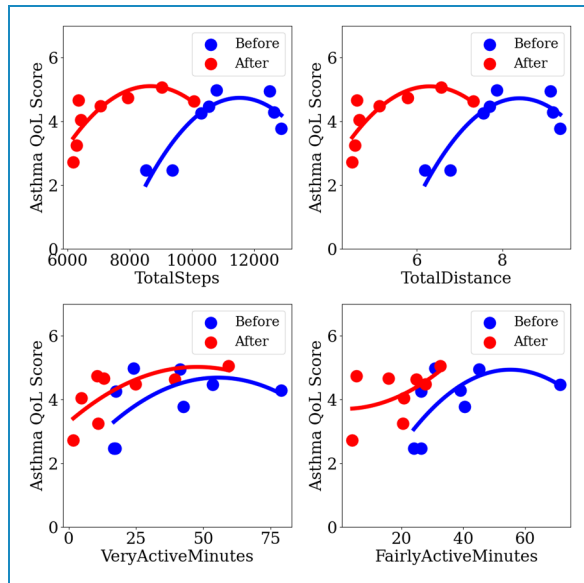 Before
After
Asthma QoL Score
6
4
2
0
6000 8000 10000 12000
TotalSteps
Before
After
Asthma QoL Score
6
4
2
0
6 8
TotalDistance
Before
After
Asthma QoL Score
6
4
2
0
0 25 50 75
VeryActiveMinutes
Before
After
Asthma QoL Score
6
4
2
0
20 40 60
FairlyActiveMinutes